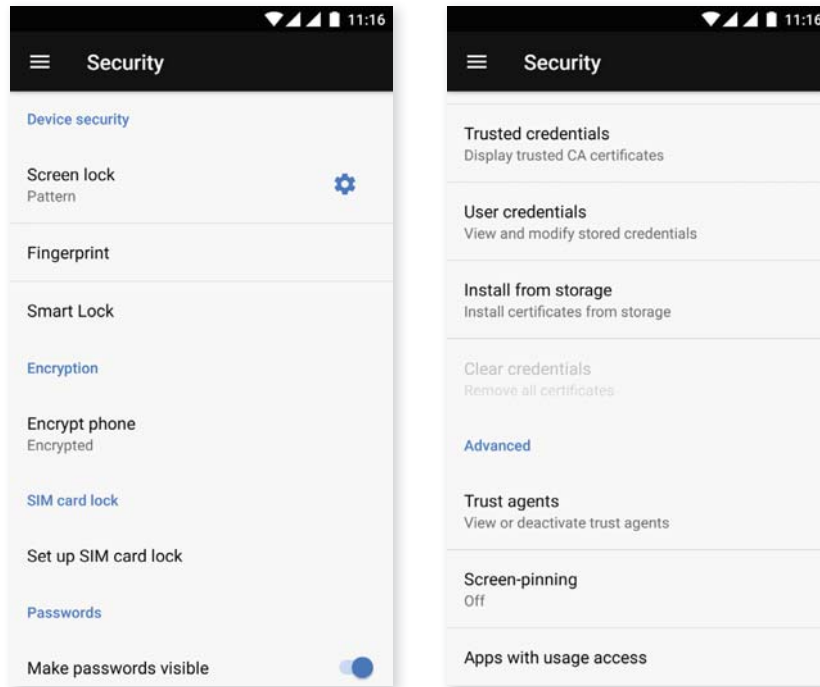 11:16
Security
Device security
Screen lock
Pattern
Fingerprint
Smart Lock
Encryption
Encrypt phone
Encrypted
SIM card lock
Set up SIM card lock
Passwords
Make passwords visible
11:16
Security
Trusted credentials
Display trusted CA certificates
User credentials
View and modify stored credentials
Install from storage
Install certificates from storage
Clear credentials
Remove all certificates
Advanced
Trust agents
View or deactivate trust agents
Screen-pinning
Off
Apps with usage access